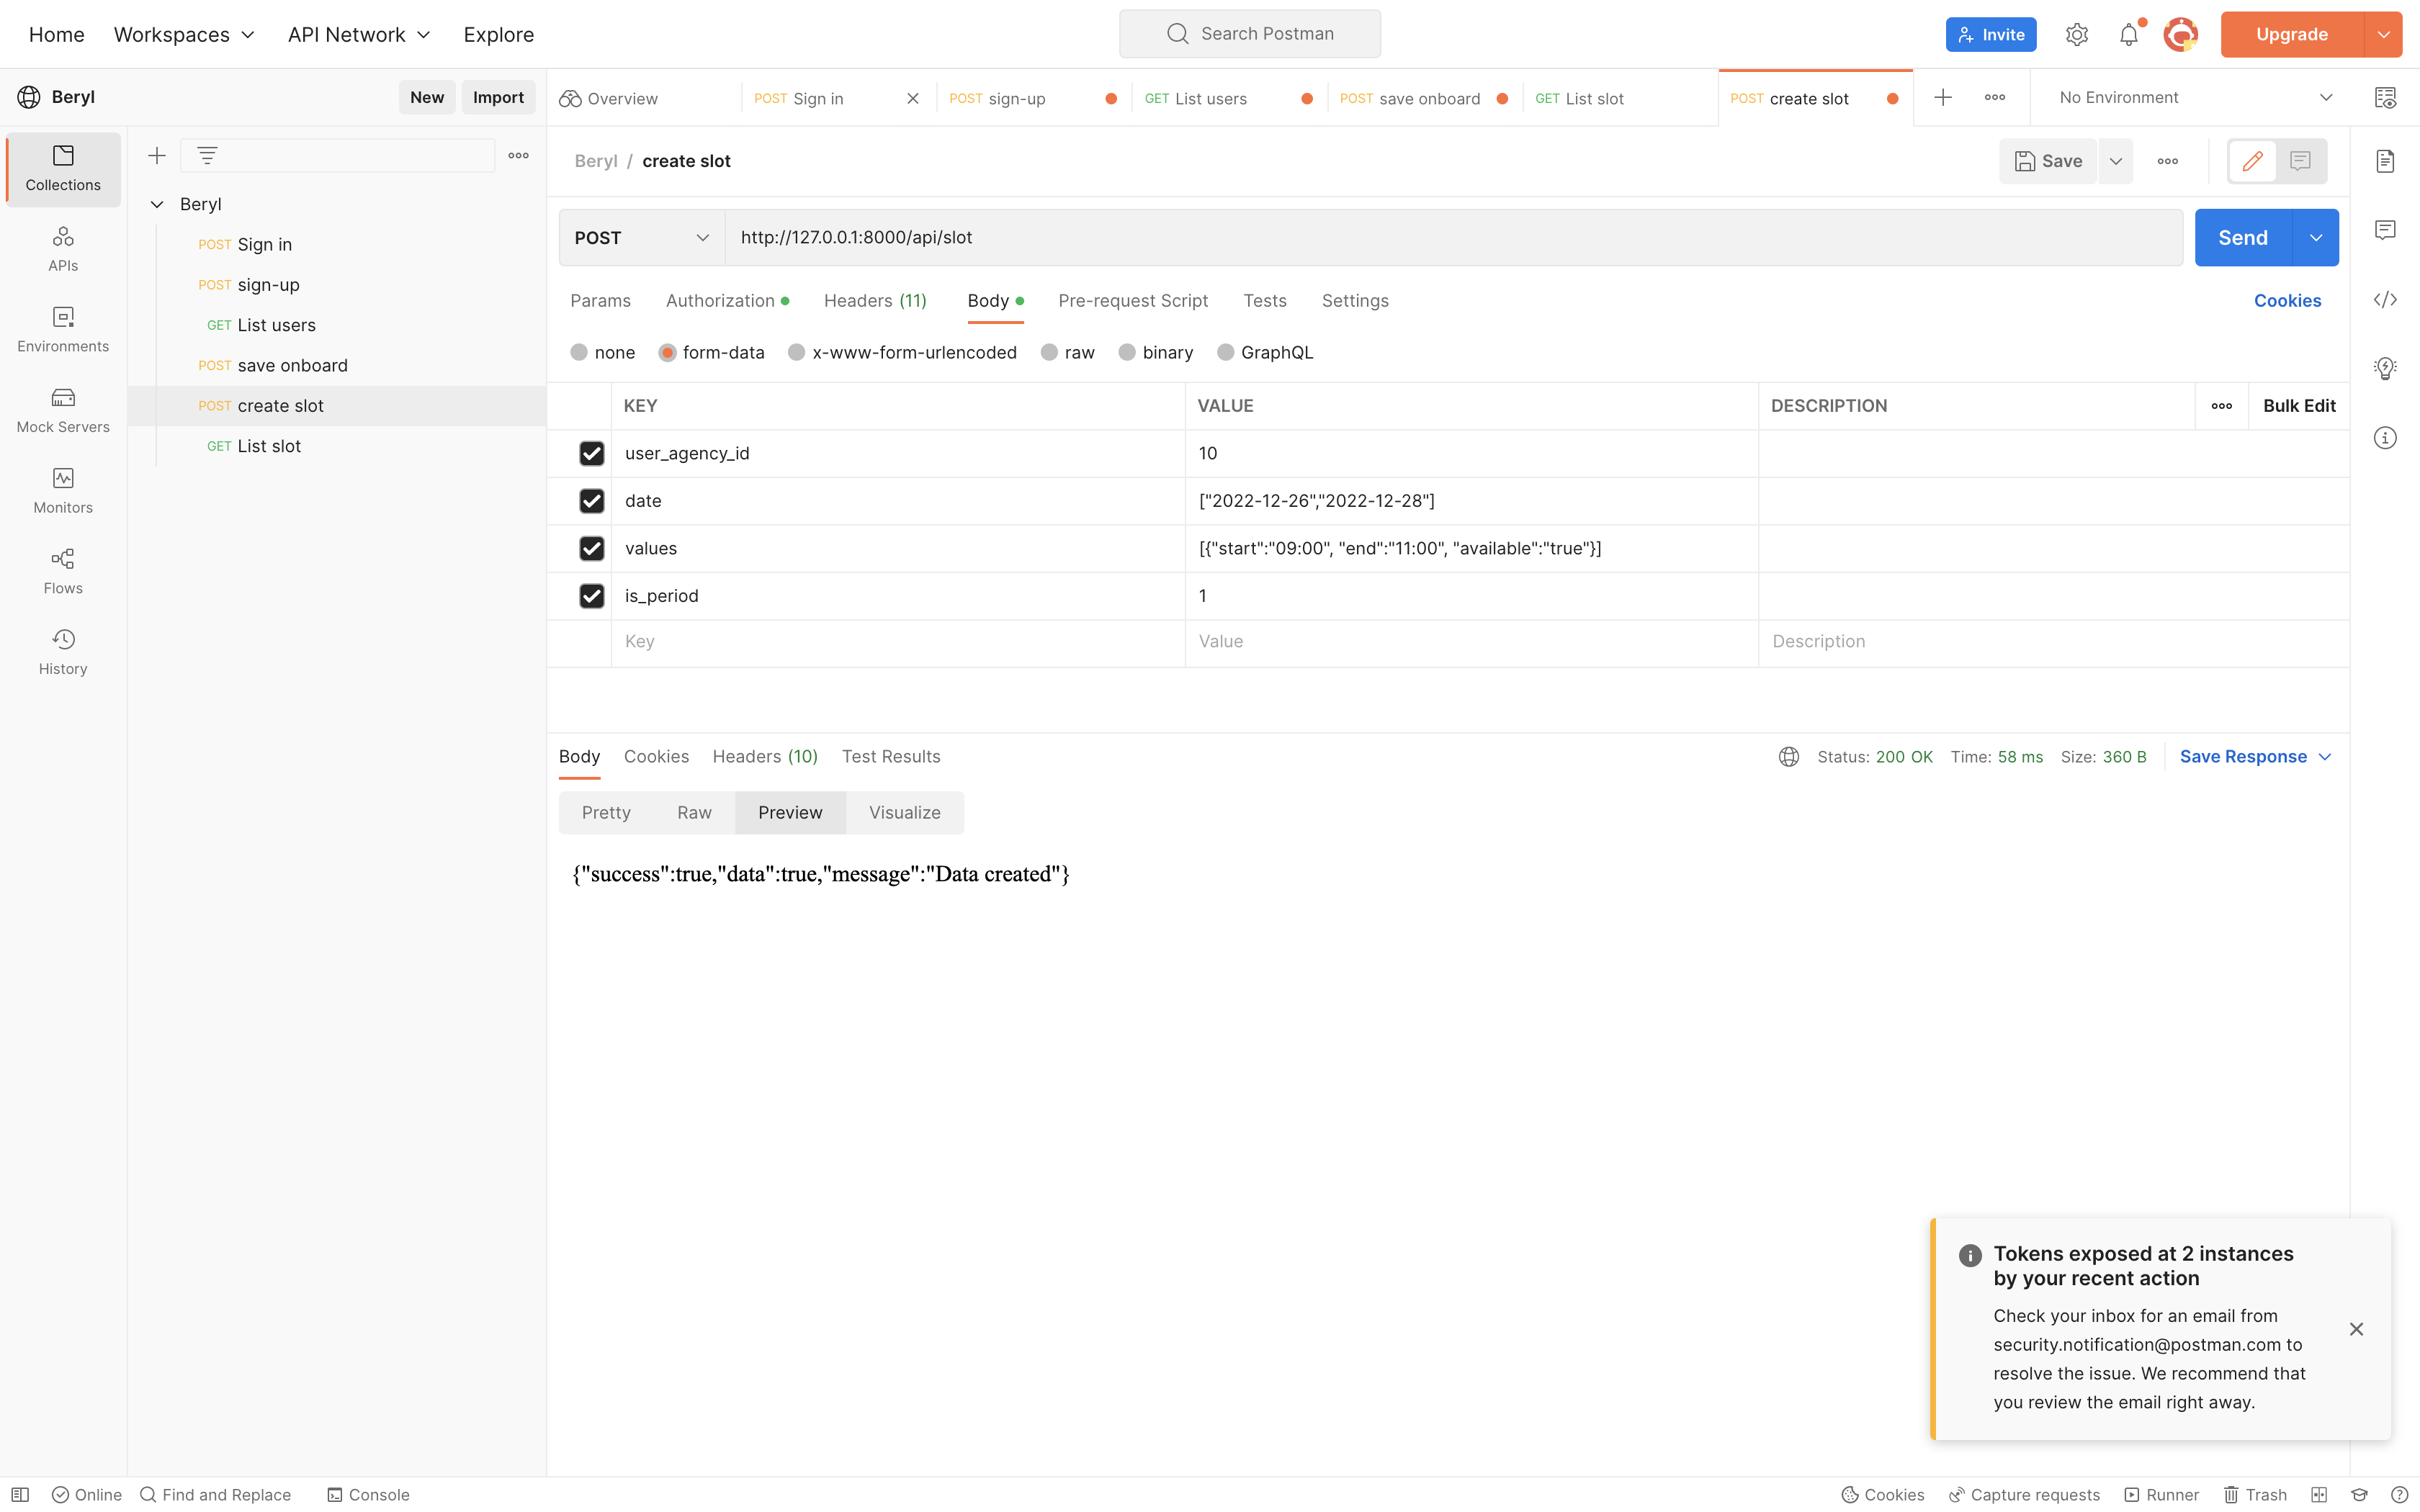 Home Workspaces API Network Explore Search Postman Invite Upgrade
Beryl New Import Overview POST Sign in POST sign-up GET List users POST save onboard GET List slot POST create slot No Environment
Collections
APIs
Environments
Mock Servers
Monitors
Flows
History
Beryl
POST Sign in
POST sign-up
GET List users
POST save onboard
POST create slot
GET List slot
Beryl / create slot Save
POST http://127.0.0.1:8000/api/slot Send
Params Authorization Headers (11) Body Pre-request Script Tests Settings Cookies
none form-data x-www-form-urlencoded raw binary GraphQL
KEY VALUE DESCRIPTION Bulk Edit
user_agency_id 10
date ["2022-12-26","2022-12-28"]
values [{"start":"09:00", "end":"11:00", "available":"true"}]
is_period 1
Key Value Description
Body Cookies Headers (10) Test Results Status: 200 OK Time: 58 ms Size: 360 B Save Response
Pretty Raw Preview Visualize
{"success":true,"data":true,"message":"Data created"}
Tokens exposed at 2 instances
by your recent action
Check your inbox for an email from
security.notification@postman.com to
resolve the issue. We recommend that
you review the email right away.
Online Find and Replace Console Cookies Capture requests Runner Trash